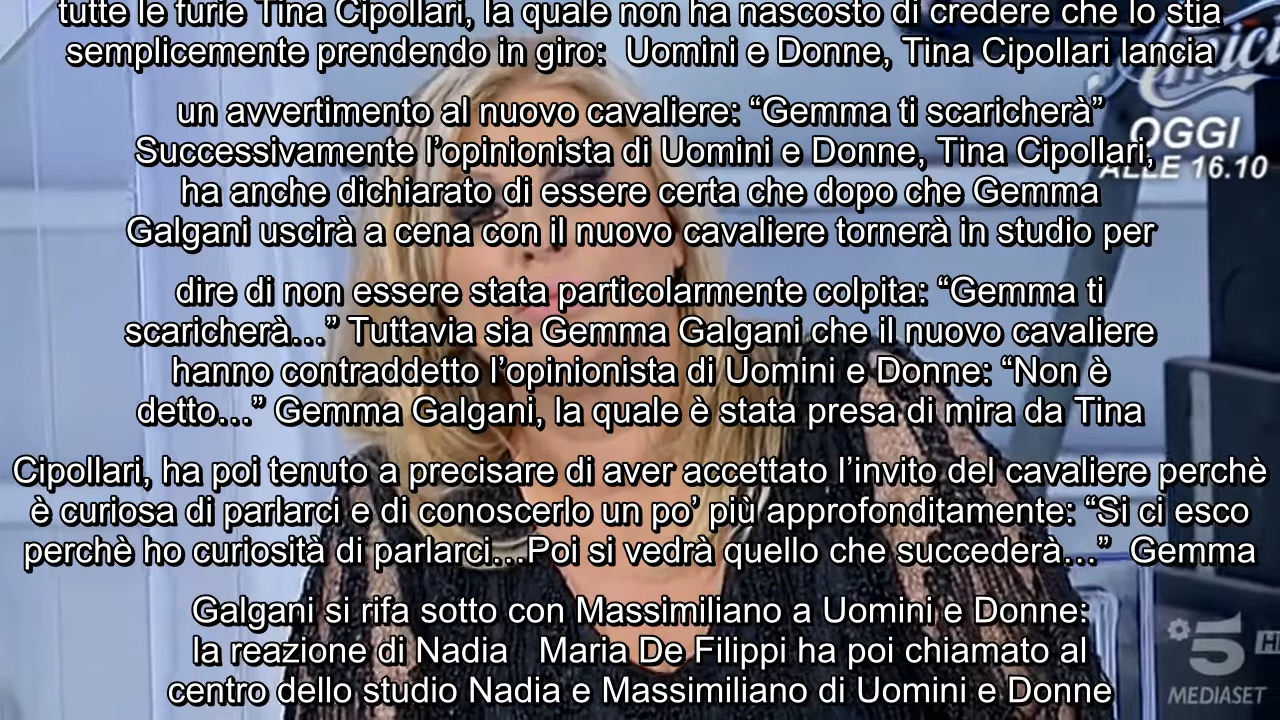 tutte le furie Tina Cipollari, la quale non ha nascosto di credere che lo stia
semplicemente prendendo in giro:  Uomini e Donne, Tina Cipollari lancia
un avvertimento al nuovo cavaliere: “Gemma ti scaricherà”
Successivamente l’opinionista di Uomini e Donne, Tina Cipollari,
ha anche dichiarato di essere certa che dopo che Gemma
Galgani uscirà a cena con il nuovo cavaliere tornerà in studio per
dire di non essere stata particolarmente colpita: “Gemma ti
scaricherà…” Tuttavia sia Gemma Galgani che il nuovo cavaliere
hanno contraddetto l’opinionista di Uomini e Donne: “Non è
detto…” Gemma Galgani, la quale è stata presa di mira da Tina
Cipollari, ha poi tenuto a precisare di aver accettato l’invito del cavaliere perchè
è curiosa di parlarci e di conoscerlo un po’ più approfonditamente: “Si ci esco
perchè ho curiosità di parlarci…Poi si vedrà quello che succederà…”  Gemma
Galgani si rifa sotto con Massimiliano a Uomini e Donne:
la reazione di Nadia   Maria De Filippi ha poi chiamato al
centro dello studio Nadia e Massimiliano di Uomini e Donne
Amici
OGGI
ALLE 16.10
5
MEDIASET